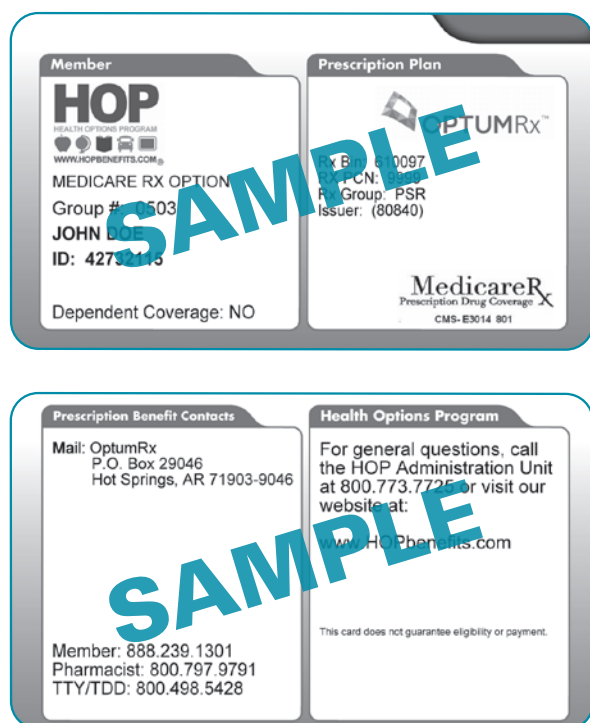 Member
HOP
HEALTH OPTIONS PROGRAM
WWW.HOPBENEFITS.COM®
MEDICARE RX OPTION
Group #: 0503
JOHN DOE
ID: 42732115
Dependent Coverage: NO
Prescription Plan
OPTUMRx™
Rx Bin: 610097
RX PCN: 9999
Rx Group: PSR
Issuer: (80840)
MedicareRx
Prescription Drug Coverage
CMS-E3014 801
SAMPLE
Prescription Benefit Contacts
Mail: OptumRx
P.O. Box 29046
Hot Springs, AR 71903-9046
Member: 888.239.1301
Pharmacist: 800.797.9791
TTY/TDD: 800.498.5428
Health Options Program
For general questions, call
the HOP Administration Unit
at 800.773.7725 or visit our
website at:
www.HOPbenefits.com
This card does not guarantee eligibility or payment.
SAMPLE